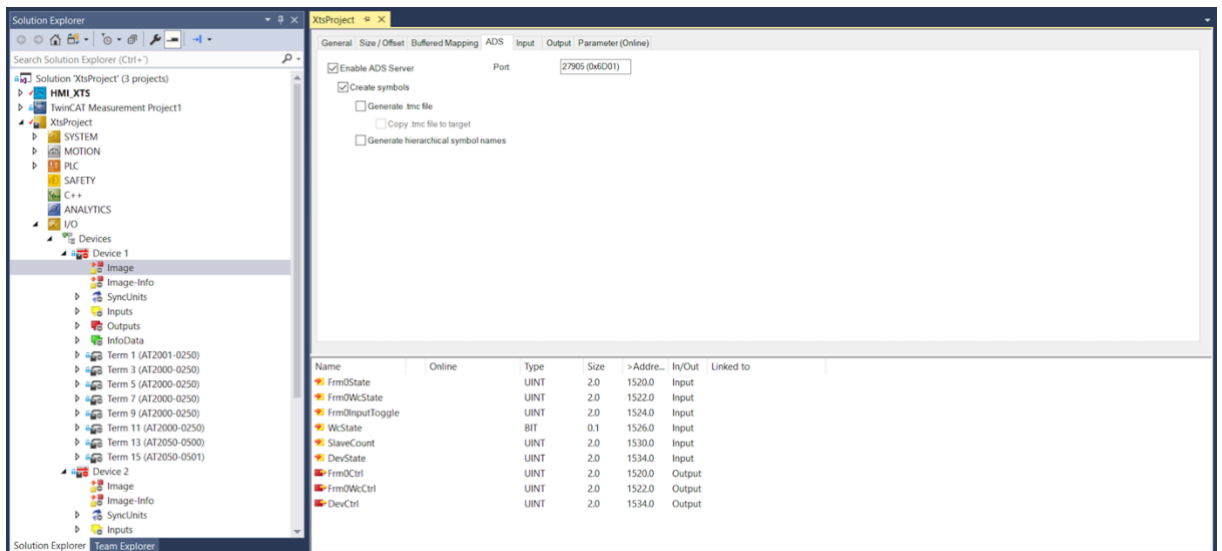 Solution Explorer
Search Solution Explorer (Ctrl+¨)
Solution 'XtsProject' (3 projects)
HMI_XTS
TwinCAT Measurement Project1
XtsProject
SYSTEM
MOTION
PLC
SAFETY
C++
ANALYTICS
I/O
Devices
Device 1
Image
Image-Info
SyncUnits
Inputs
Outputs
InfoData
Term 1 (AT2001-0250)
Term 3 (AT2000-0250)
Term 5 (AT2000-0250)
Term 7 (AT2000-0250)
Term 9 (AT2000-0250)
Term 11 (AT2000-0250)
Term 13 (AT2050-0500)
Term 15 (AT2050-0501)
Device 2
Image
Image-Info
SyncUnits
Inputs
Solution Explorer Team Explorer
XtsProject
General Size / Offset Buffered Mapping ADS Input Output Parameter (Online)
Enable ADS Server Port 27905 (0x6D01)
Create symbols
Generate .tmc file
Copy .tmc file to target
Generate hierarchical symbol names
Name Online Type Size >Addre... In/Out Linked to
Frm0State UINT 2.0 1520.0 Input
Frm0WcState UINT 2.0 1522.0 Input
Frm0InputToggle UINT 2.0 1524.0 Input
WcState BIT 0.1 1526.0 Input
SlaveCount UINT 2.0 1530.0 Input
DevState UINT 2.0 1534.0 Input
Frm0Ctrl UINT 2.0 1520.0 Output
Frm0WcCtrl UINT 2.0 1522.0 Output
DevCtrl UINT 2.0 1534.0 Output